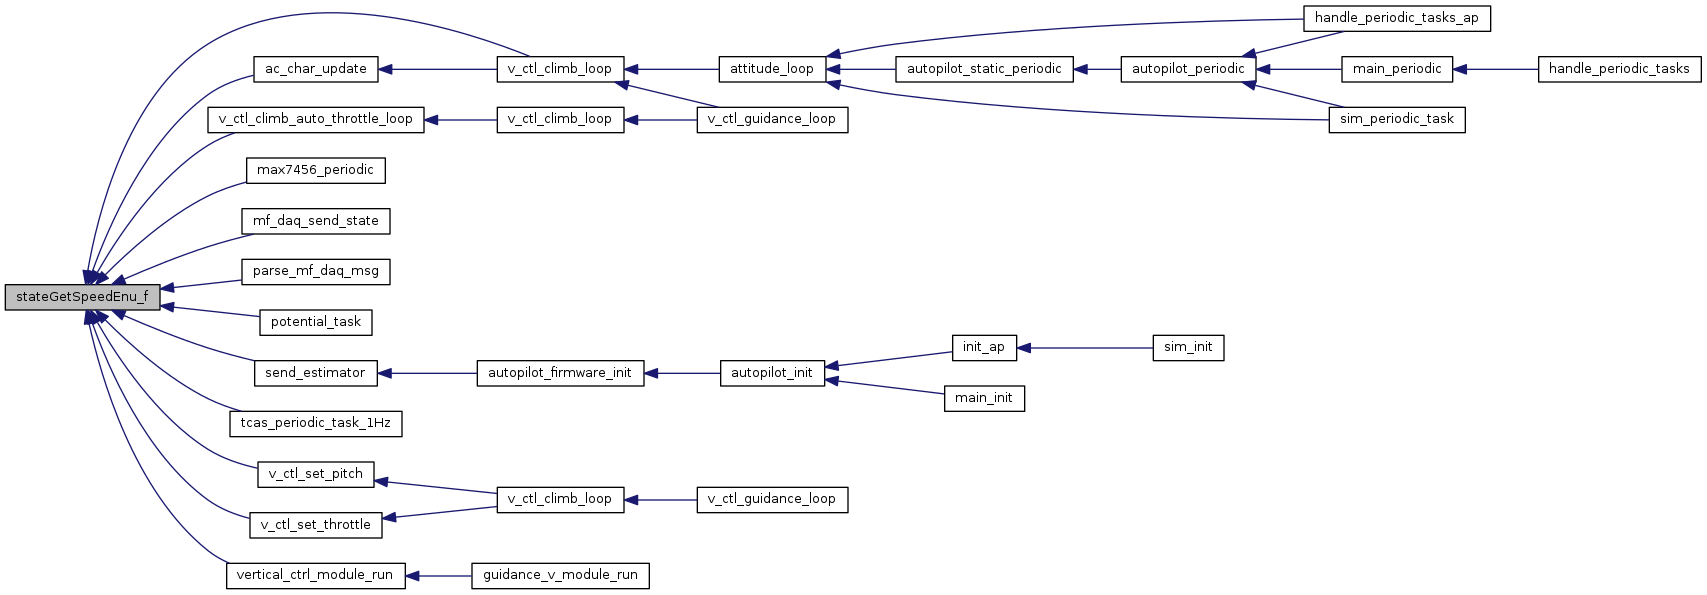 handle_periodic_tasks_ap
ac_char_update
v_ctl_climb_loop
attitude_loop
autopilot_static_periodic
autopilot_periodic
main_periodic
handle_periodic_tasks
v_ctl_climb_auto_throttle_loop
v_ctl_climb_loop
v_ctl_guidance_loop
sim_periodic_task
max7456_periodic
mf_daq_send_state
parse_mf_daq_msg
stateGetSpeedEnu_f
potential_task
init_ap
sim_init
send_estimator
autopilot_firmware_init
autopilot_init
main_init
tcas_periodic_task_1Hz
v_ctl_set_pitch
v_ctl_climb_loop
v_ctl_guidance_loop
v_ctl_set_throttle
vertical_ctrl_module_run
guidance_v_module_run